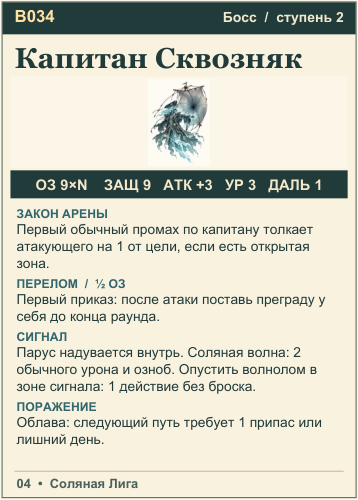 B034
Босс / ступень 2
Капитан Сквозняк
ОЗ 9×N ЗАЩ 9 АТК +3 УР 3 ДАЛЬ 1
ЗАКОН АРЕНЫ
Первый обычный промах по капитану толкает
атакующего на 1 от цели, если есть открытая
зона.
ПЕРЕЛОМ / ½ ОЗ
Первый приказ: после атаки поставь преграду у
себя до конца раунда.
СИГНАЛ
Парус надувается внутрь. Соляная волна: 2
обычного урона и озноб. Опустить волнолом в
зоне сигнала: 1 действие без броска.
ПОРАЖЕНИЕ
Облава: следующий путь требует 1 припас или
лишний день.
04 • Соляная Лига